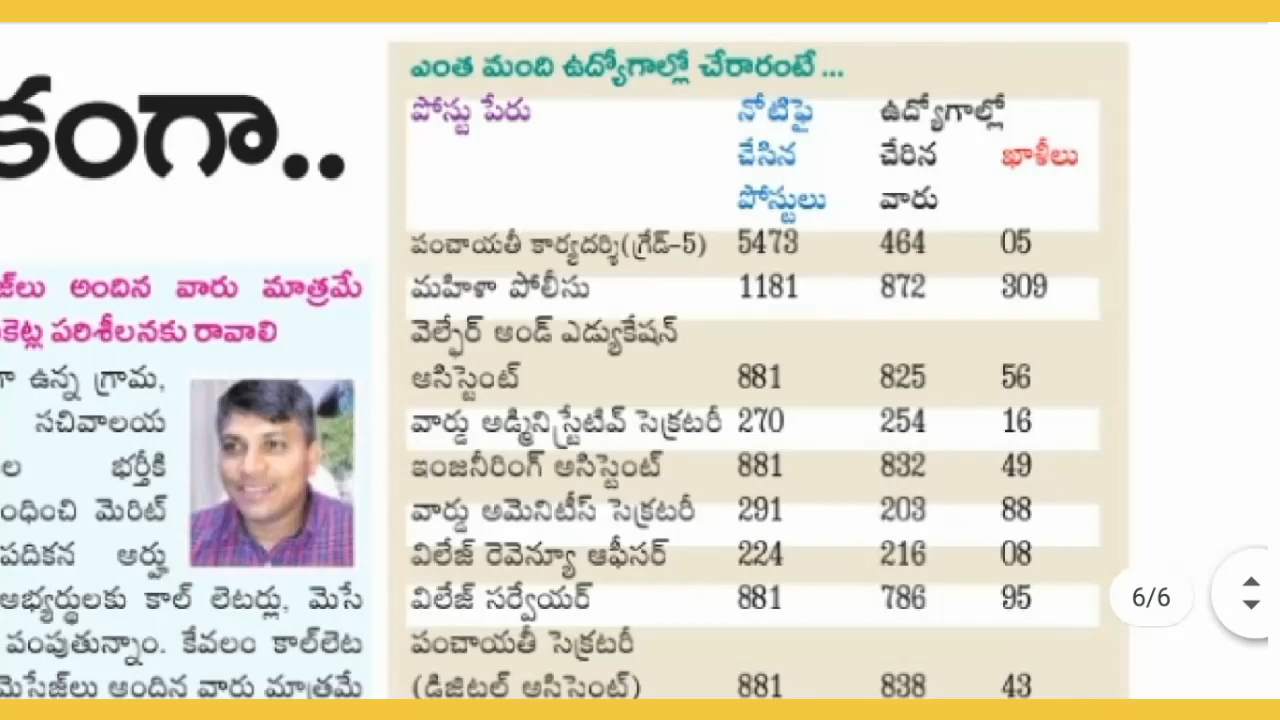 కంగా..
జ్‌లు అందిన వారు మాత్రమే
కెట్ల పరిశీలనకు రావాలి
గా ఉన్న గ్రామ,
సచివాలయ
ల భర్తీకి
ంధించి మెరిట్
పదికన అర్హు
అభ్యర్థులకు కాల్ లెటర్లు, మెసే
పంపుతున్నాం. కేవలం కాల్‌లెట
మెసేజ్‌లు అందిన వారు మాత్రమే
ఎంత మంది ఉద్యోగాల్లో చేరారంటే ...
పోస్టు పేరు నోటిఫై ఉద్యోగాల్లో
చేసిన చేరిన ఖాళీలు
పోస్టులు వారు
పంచాయతీ కార్యదర్శి(గ్రేడ్-5) 5473 464 05
మహిళా పోలీసు 1181 872 309
వెల్ఫేర్ అండ్ ఎడ్యుకేషన్
అసిస్టెంట్ 881 825 56
వార్డు అడ్మినిస్ట్రేటివ్ సెక్రటరీ 270 254 16
ఇంజనీరింగ్ అసిస్టెంట్ 881 832 49
వార్డు అమెనిటీస్ సెక్రటరీ 291 203 88
విలేజ్ రెవెన్యూ ఆఫీసర్ 224 216 08
విలేజ్ సర్వేయర్ 881 786 95
పంచాయతీ సెక్రటరీ
(డిజిటల్ అసిస్టెంట్) 881 838 43
6/6